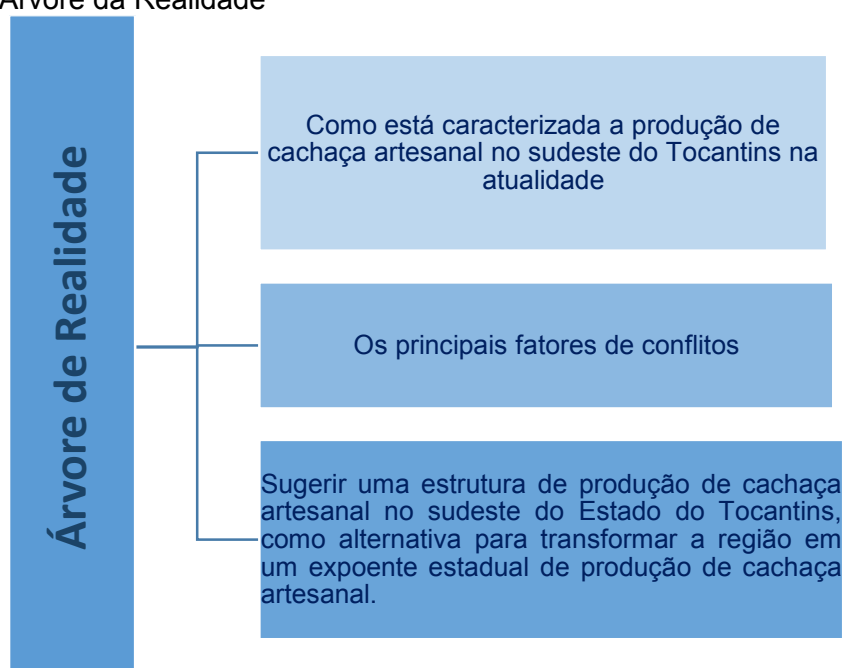 Árvore da Realidade
Árvore de Realidade
Como está caracterizada a produção de
cachaça artesanal no sudeste do Tocantins na
atualidade
Os principais fatores de conflitos
Sugerir uma estrutura de produção de cachaça
artesanal no sudeste do Estado do Tocantins,
como alternativa para transformar a região em
um expoente estadual de produção de cachaça
artesanal.